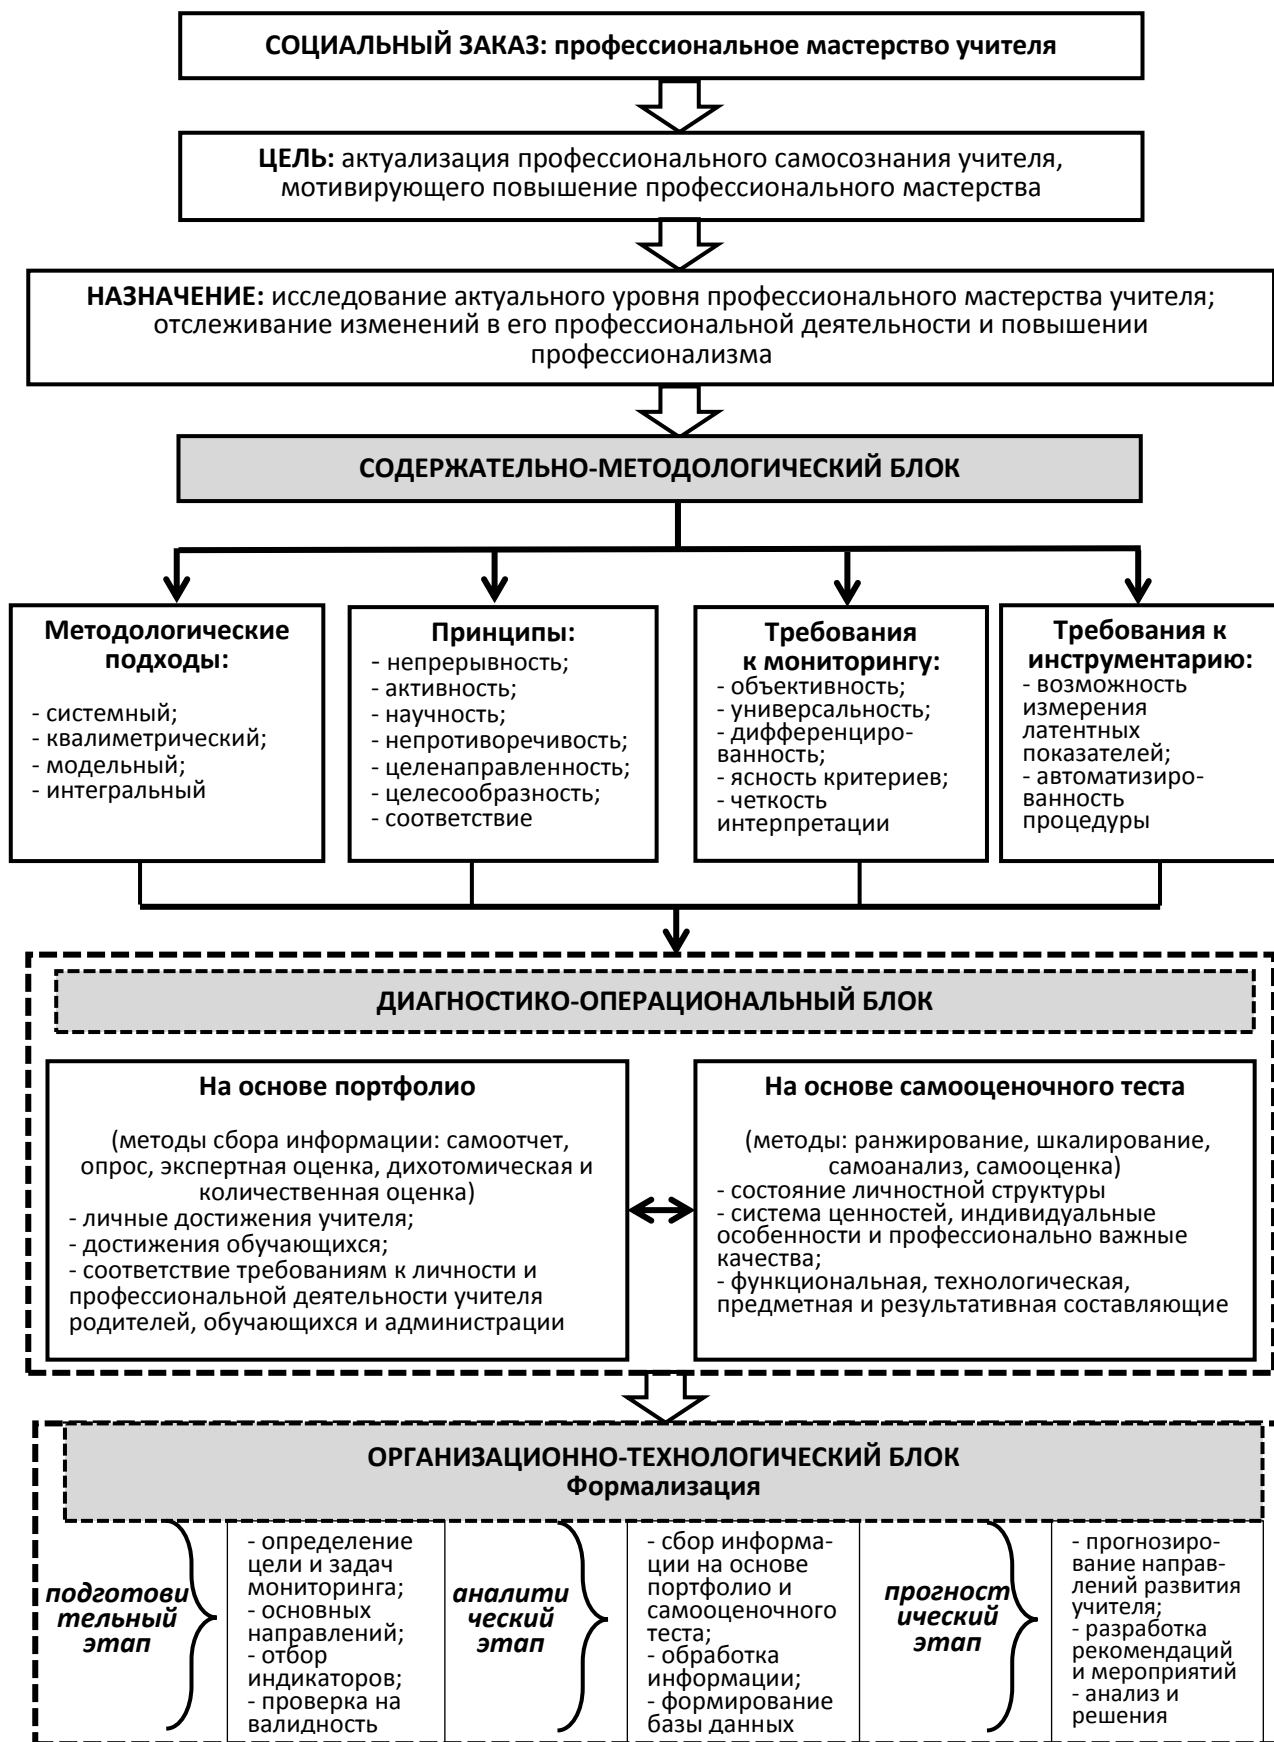 СОЦИАЛЬНЫЙ ЗАКАЗ: профессиональное мастерство учителя
ЦЕЛЬ: актуализация профессионального самосознания учителя,
мотивирующего повышение профессионального мастерства
НАЗНАЧЕНИЕ: исследование актуального уровня профессионального мастерства учителя;
отслеживание изменений в его профессиональной деятельности и повышении
профессионализма
СОДЕРЖАТЕЛЬНО-МЕТОДОЛОГИЧЕСКИЙ БЛОК
Методологические
подходы:
- системный;
- квалиметрический;
- модельный;
- интегральный
Принципы:
- непрерывность;
- активность;
- научность;
- непротиворечивость;
- целенаправленность;
- целесообразность;
- соответствие
Требования
к мониторингу:
- объективность;
- универсальность;
- дифференциро-
ванность;
- ясность критериев;
- четкость
интерпретации
Требования к
инструментарию:
- возможность
измерения
латентных
показателей;
- автоматизиро-
ванность
процедуры
ДИАГНОСТИКО-ОПЕРАЦИОНАЛЬНЫЙ БЛОК
На основе портфолио
(методы сбора информации: самоотчет,
опрос, экспертная оценка, дихотомическая и
количественная оценка)
- личные достижения учителя;
- достижения обучающихся;
- соответствие требованиям к личности и
профессиональной деятельности учителя
родителей, обучающихся и администрации
На основе самооценочного теста
(методы: ранжирование, шкалирование,
самоанализ, самооценка)
- состояние личностной структуры
- система ценностей, индивидуальные
особенности и профессионально важные
качества;
- функциональная, технологическая,
предметная и результативная составляющие
ОРГАНИЗАЦИОННО-ТЕХНОЛОГИЧЕСКИЙ БЛОК
Формализация
подготови
тельный
этап
- определение
цели и задач
мониторинга;
- основных
направлений;
- отбор
индикаторов;
- проверка на
валидность
аналити
ческий
этап
- сбор информа-
ции на основе
портфолио и
самооценочного
теста;
- обработка
информации;
- формирование
базы данных
прогност
ический
этап
- прогнозиро-
вание направ-
лений развития
учителя;
- разработка
рекомендаций
и мероприятий
- анализ и
решения